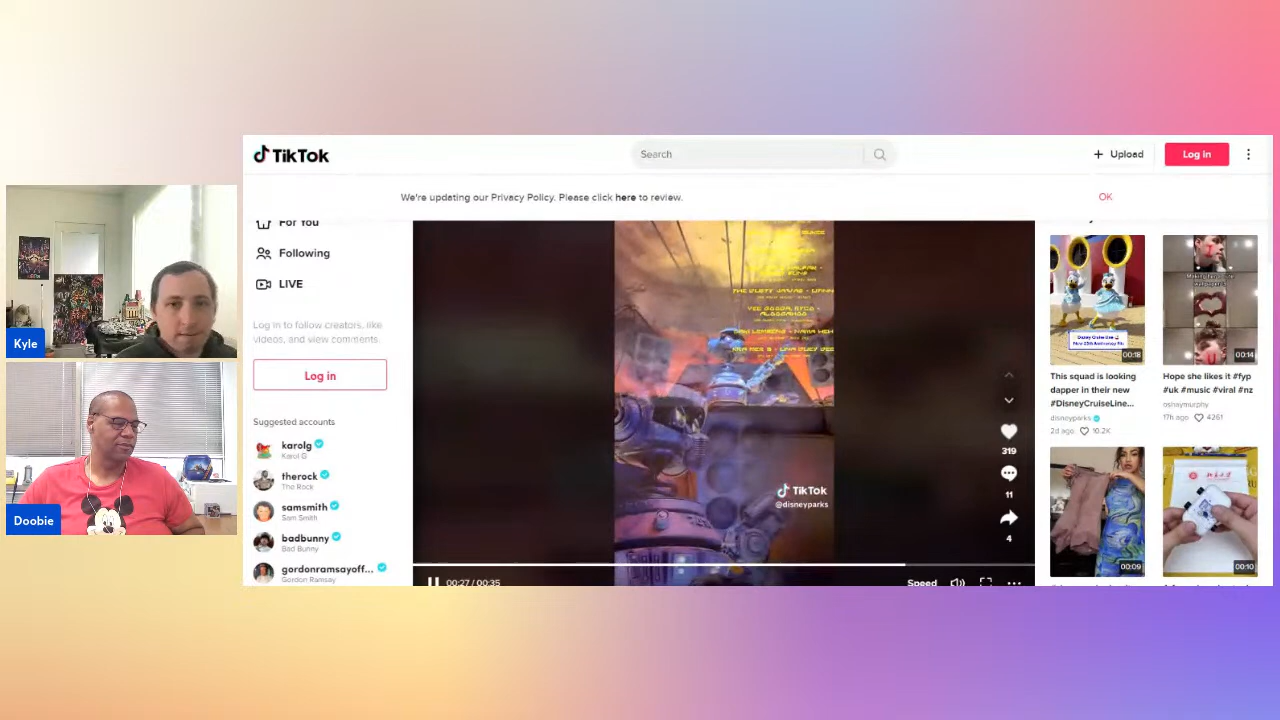 TikTok
Search
Upload
Log in
We're updating our Privacy Policy. Please click here to review.
OK
For You
Following
LIVE
Log in to follow creators, like
videos, and view comments.
Log in
Suggested accounts
karolg
Karol G
therock
The Rock
samsmith
Sam Smith
badbunny
Bad Bunny
gordonramsayoff...
Gordon Ramsay
Kyle
Doobie
TikTok
@disneyparks
319
11
4
00:27 / 00:35
Speed
00:18
This squad is looking
dapper in their new
#DisneyCruiseLine...
disneyparks
2d ago 10.2K
00:14
Hope she likes it #fyp
#uk #music #viral #nz
17h ago 4261
00:09
00:10